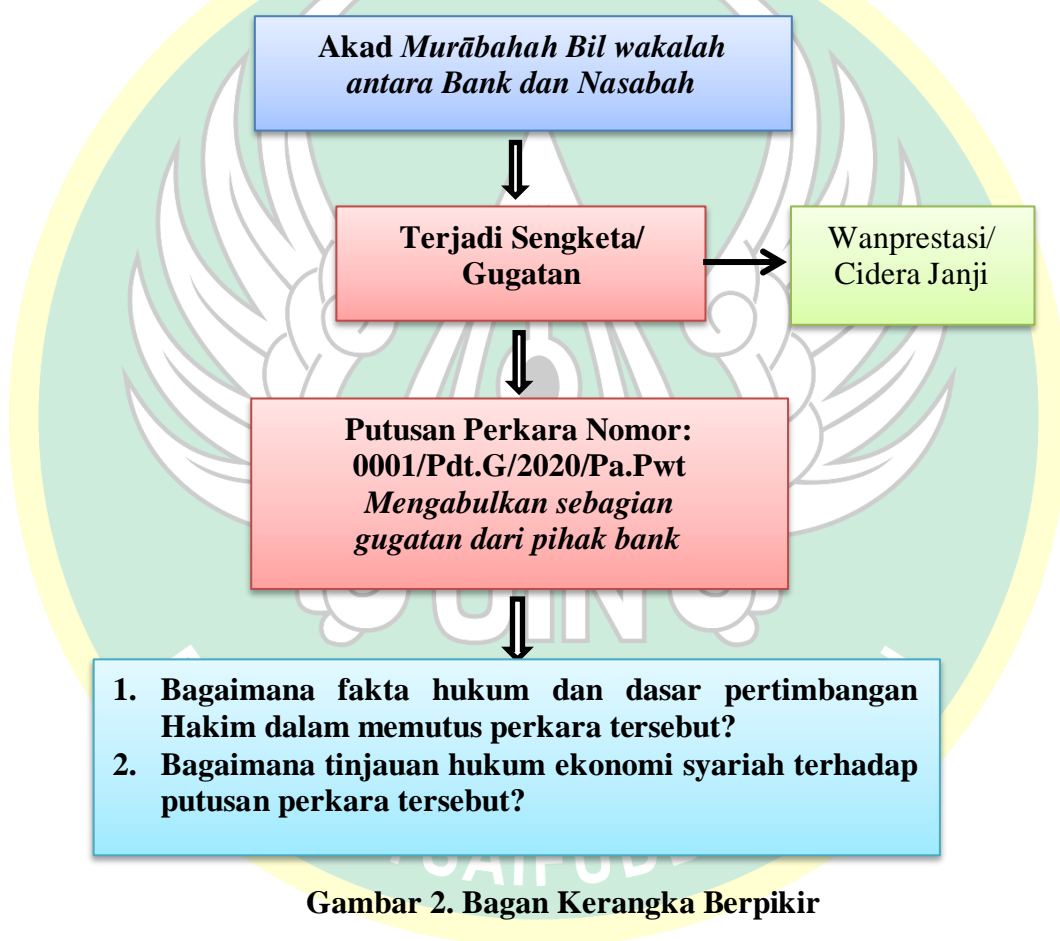 Akad Murābahah Bil wakalah
antara Bank dan Nasabah
Terjadi Sengketa/
Gugatan
Wanprestasi/
Cidera Janji
Putusan Perkara Nomor:
0001/Pdt.G/2020/Pa.Pwt
Mengabulkan sebagian
gugatan dari pihak bank
UIN
1. Bagaimana fakta hukum dan dasar pertimbangan
Hakim dalam memutus perkara tersebut?
2. Bagaimana tinjauan hukum ekonomi syariah terhadap
putusan perkara tersebut?
Gambar 2. Bagan Kerangka Berpikir